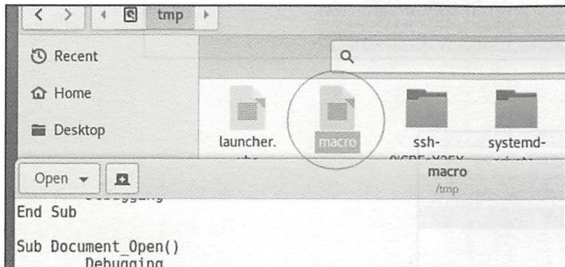 tmp
Recent
Home
Desktop
launcher. macro ssh- systemd-
Open macro
/tmp
End Sub
Sub Document_Open()
Debugging